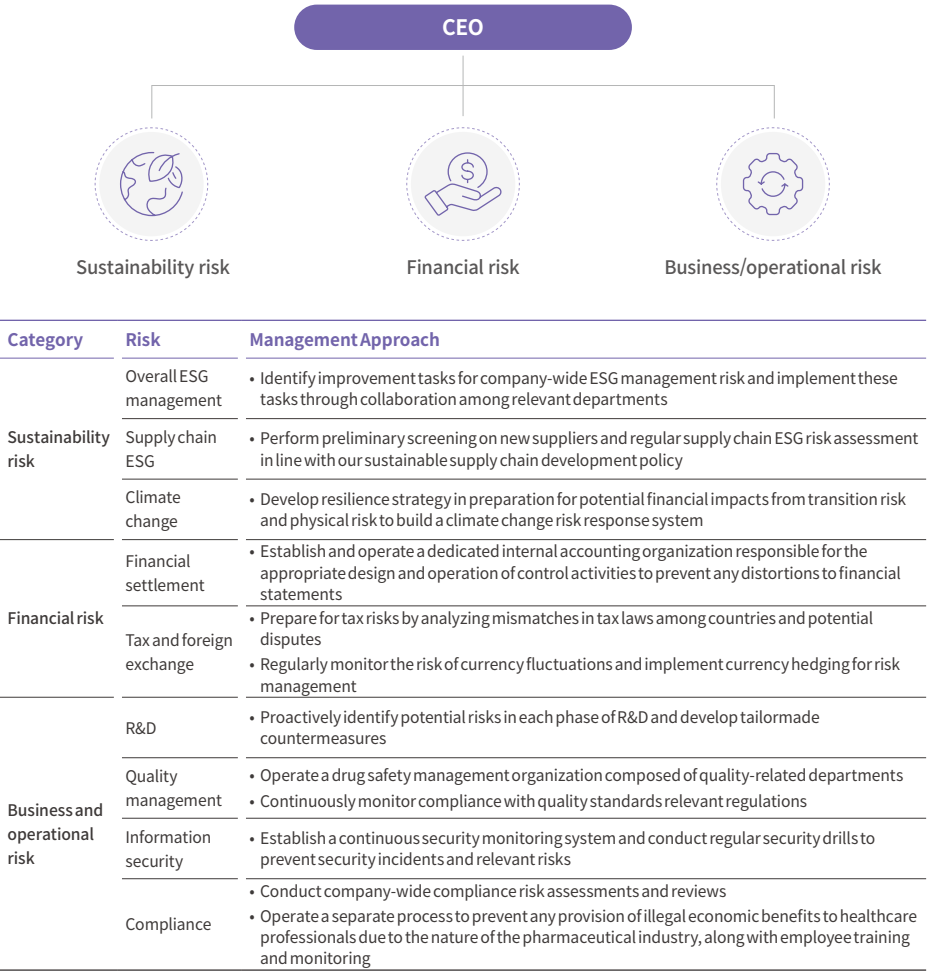 CEO
$
Sustainability risk
Financial risk
Business/operational risk
Category
Risk
Management Approach
Sustainability
risk
Overall ESG
management
• Identify improvement tasks for company-wide ESG management risk and implement these
tasks through collaboration among relevant departments
Supply chain
ESG
• Perform preliminary screening on new suppliers and regular supply chain ESG risk assessment
in line with our sustainable supply chain development policy
Climate
change
• Develop resilience strategy in preparation for potential financial impacts from transition risk
and physical risk to build a climate change risk response system
Financial risk
Financial
settlement
• Establish and operate a dedicated internal accounting organization responsible for the
appropriate design and operation of control activities to prevent any distortions to financial
statements
Tax and foreign
exchange
• Prepare for tax risks by analyzing mismatches in tax laws among countries and potential
disputes
• Regularly monitor the risk of currency fluctuations and implement currency hedging for risk
management
Business and
operational
risk
R&D
• Proactively identify potential risks in each phase of R&D and develop tailormade
countermeasures
Quality
management
• Operate a drug safety management organization composed of quality-related departments
• Continuously monitor compliance with quality standards relevant regulations
Information
security
• Establish a continuous security monitoring system and conduct regular security drills to
prevent security incidents and relevant risks
Compliance
• Conduct company-wide compliance risk assessments and reviews
• Operate a separate process to prevent any provision of illegal economic benefits to healthcare
professionals due to the nature of the pharmaceutical industry, along with employee training
and monitoring